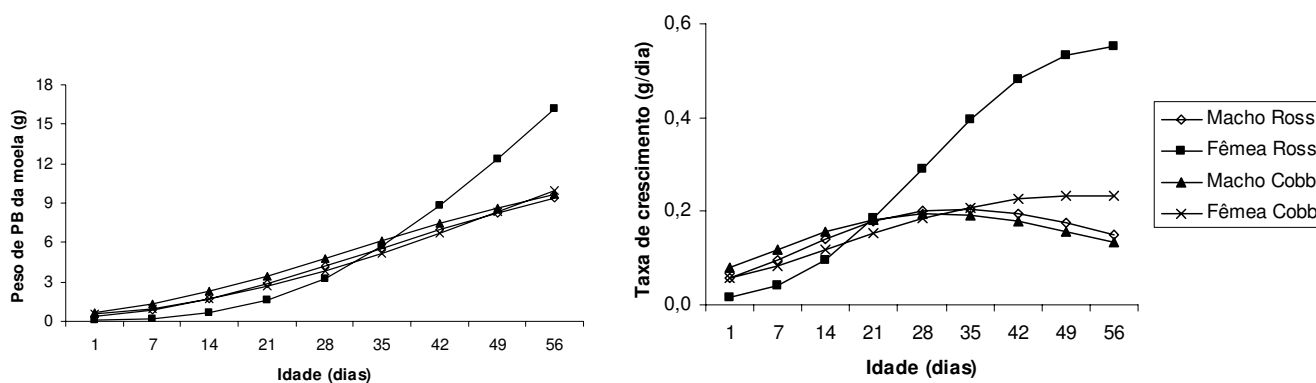 Peso de PB da moela (g)
18
15
12
9
6
3
0
1 7 14 21 28 35 42 49 56
Idade (dias)
Taxa de crescimento (g/dia)
0,6
0,4
0,2
0,0
1 7 14 21 28 35 42 49 56
Idade (dias)
Macho Ross
Fêmea Ross
Macho Cobb
Fêmea Cobb